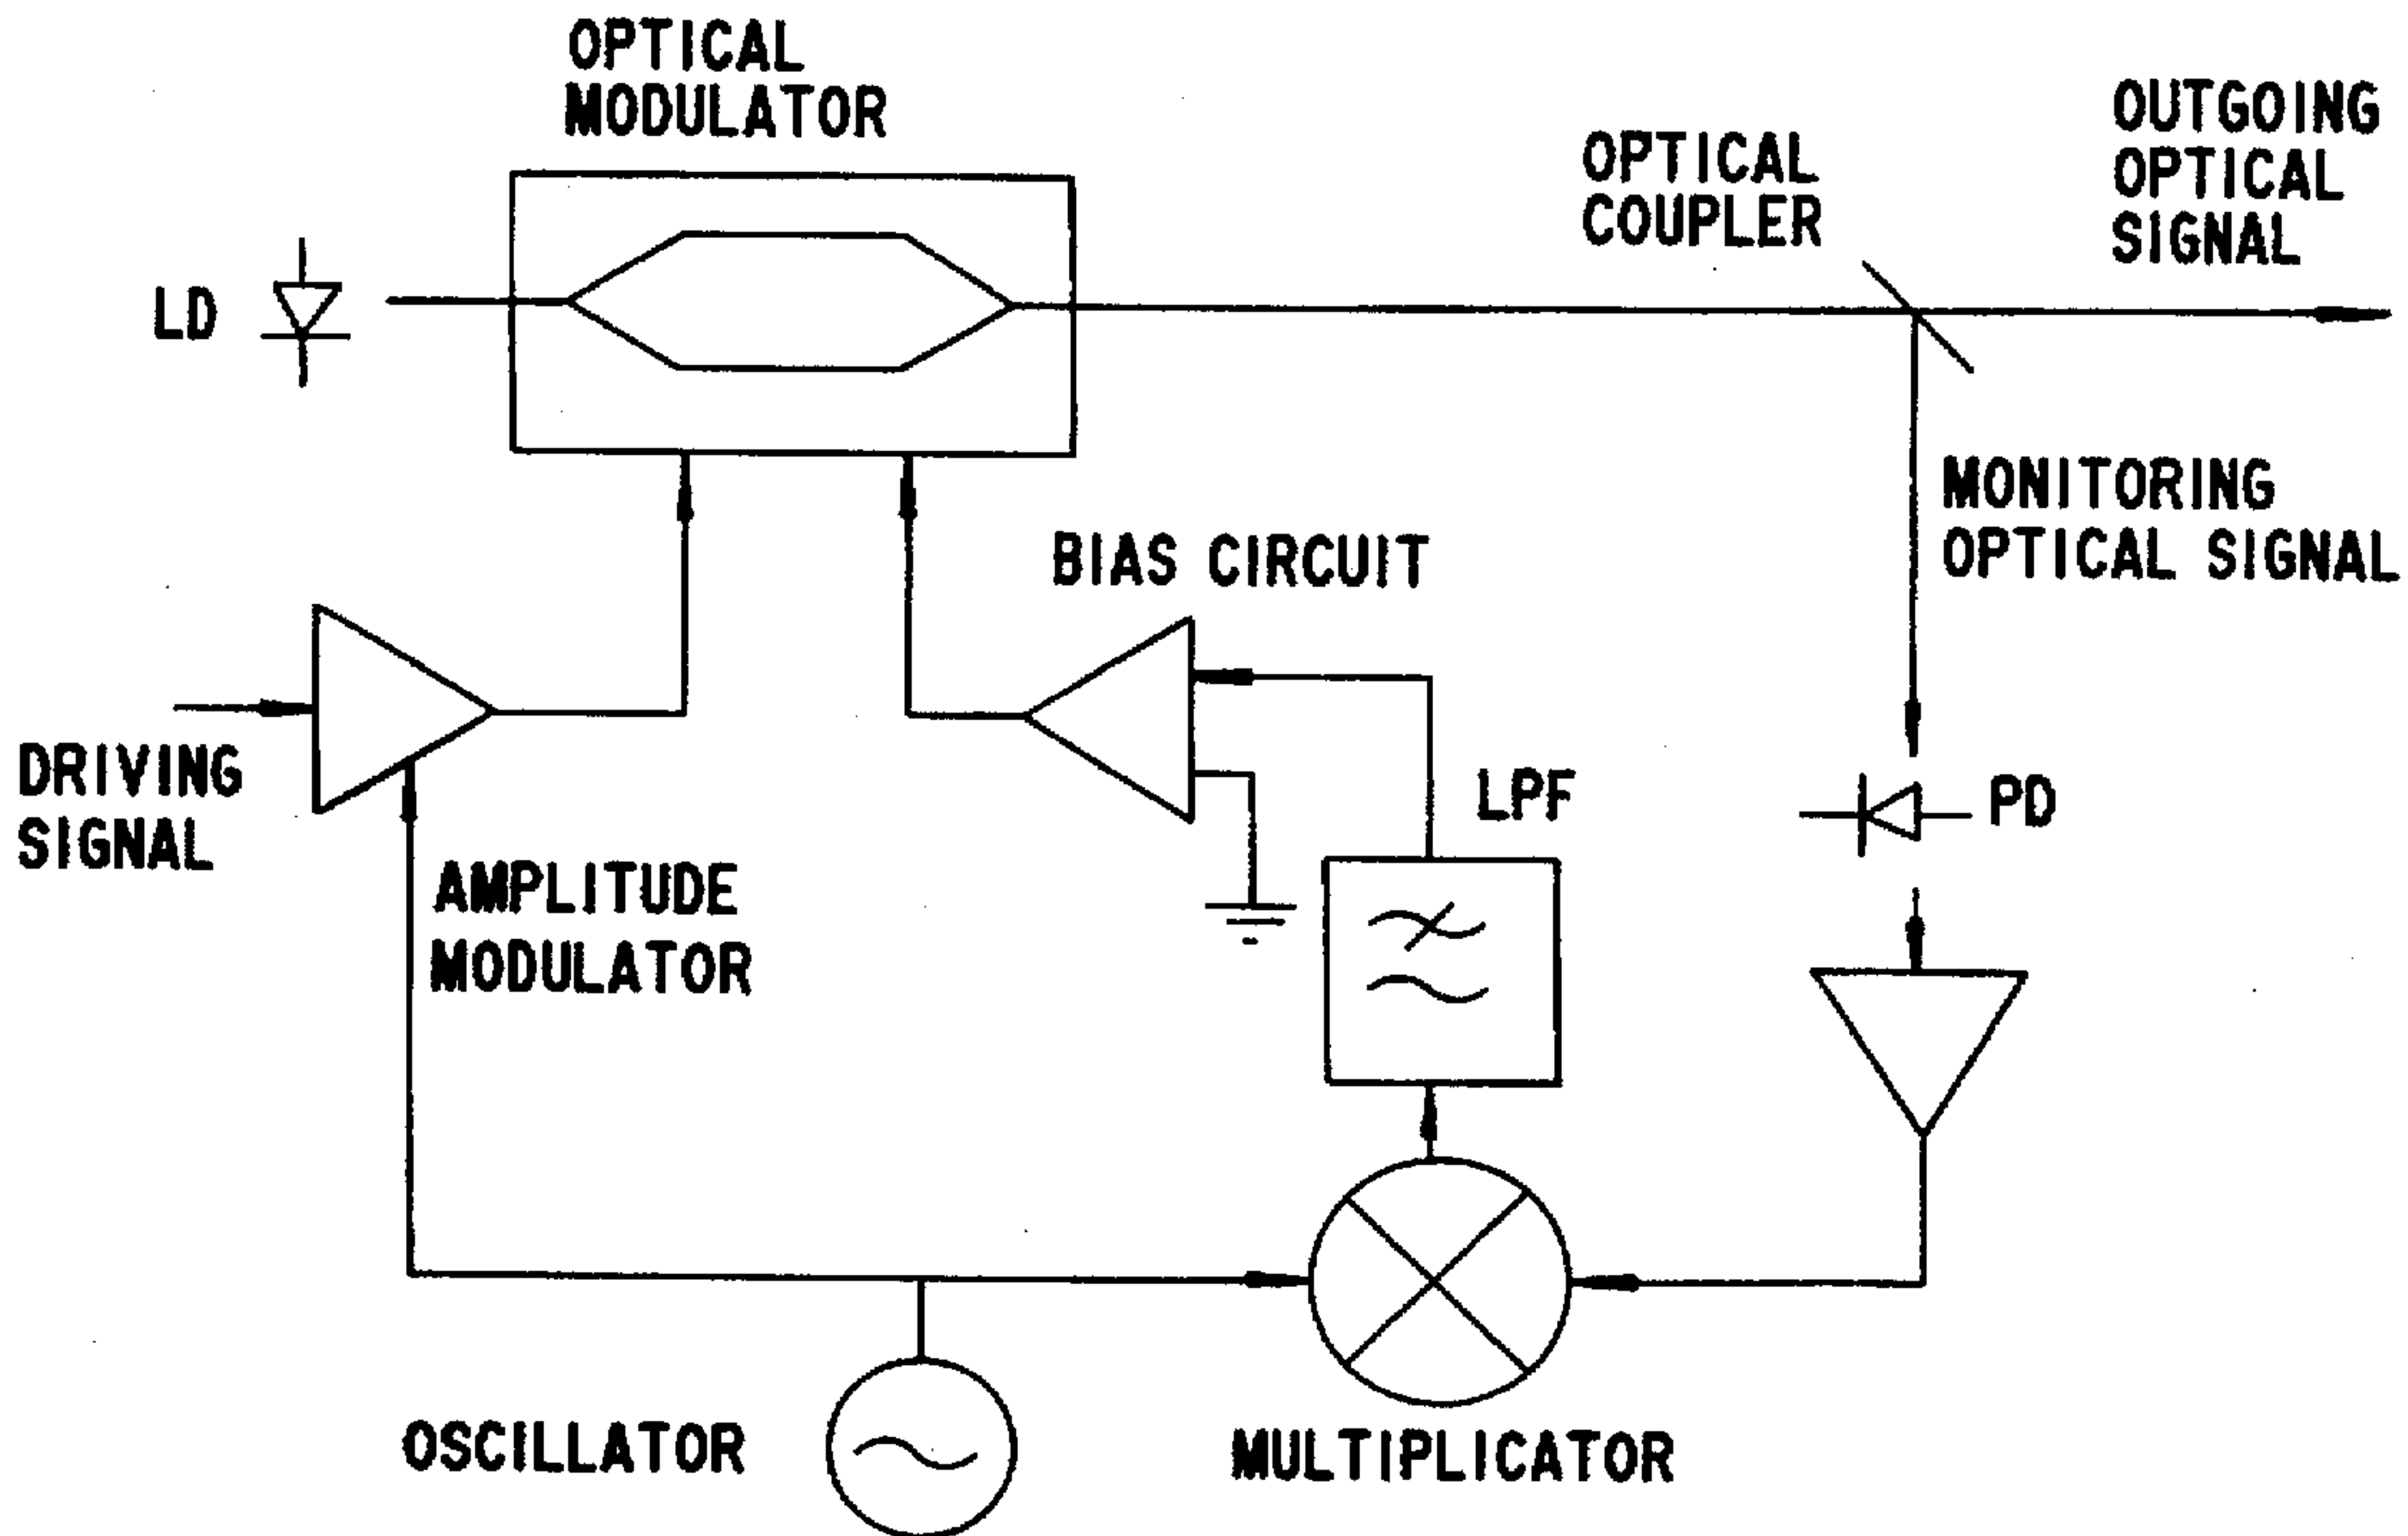 OPTICAL
MODULATOR
OPTICAL
COUPLER
OUTGOING
OPTICAL
SIGNAL
LD
MONITORING
OPTICAL SIGNAL
BIAS CIRCUIT
DRIVING
SIGNAL
LPF
PD
AMPLITUDE
MODULATOR
OSCILLATOR
MULTIPLICATOR